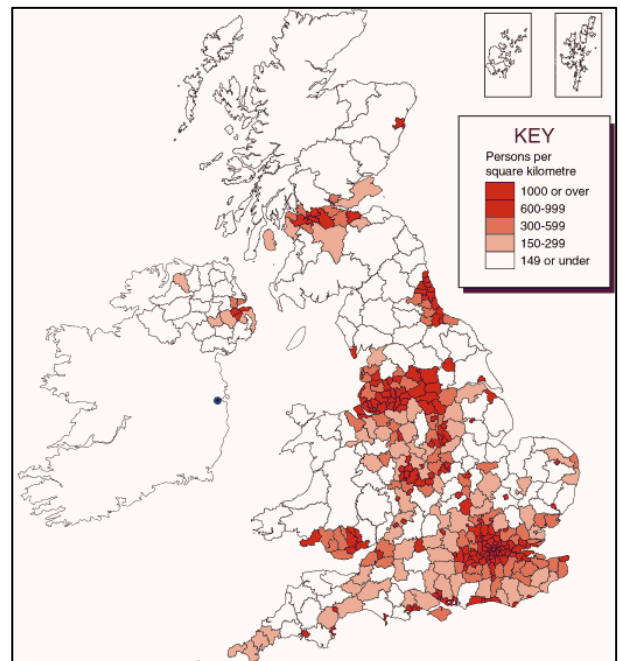 KEY
Persons per
square kilometre
1000 or over
600-999
300-599
150-299
149 or under